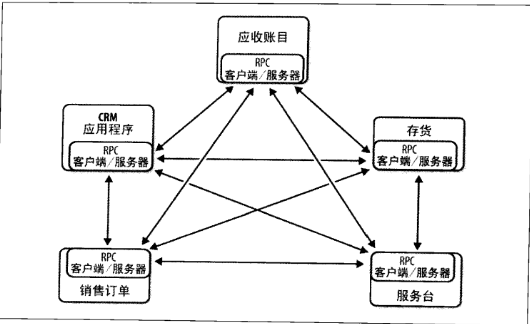 应收账目
RPC
客户端/服务器
CRM
应用程序
RPC
客户端/服务器
存货
RPC
客户端/服务器
RPC
客户端/服务器
销售订单
RPC
客户端/服务器
服务台